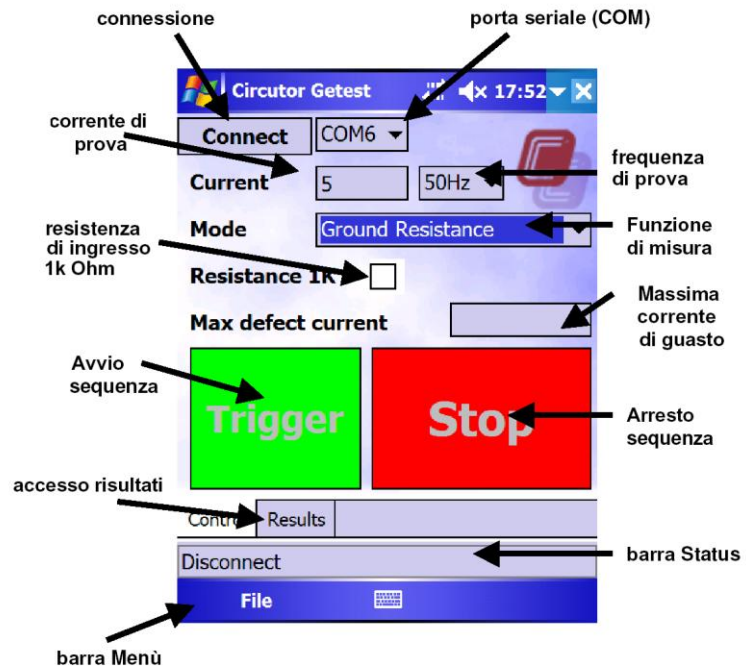 connessione
porta seriale (COM)
Circutor Getest
17:52
corrente di
prova
Connect
COM6
frequenza
di prova
Current
5
50Hz
resistenza
di ingresso
1k Ohm
Mode
Ground Resistance
Funzione
di misura
Resistance 1K
Massima
corrente
di guasto
Max defect current
Avvio
sequenza
Trigger
Stop
Arresto
sequenza
accesso risultati
Control
Results
Disconnect
barra Status
File
barra Menù